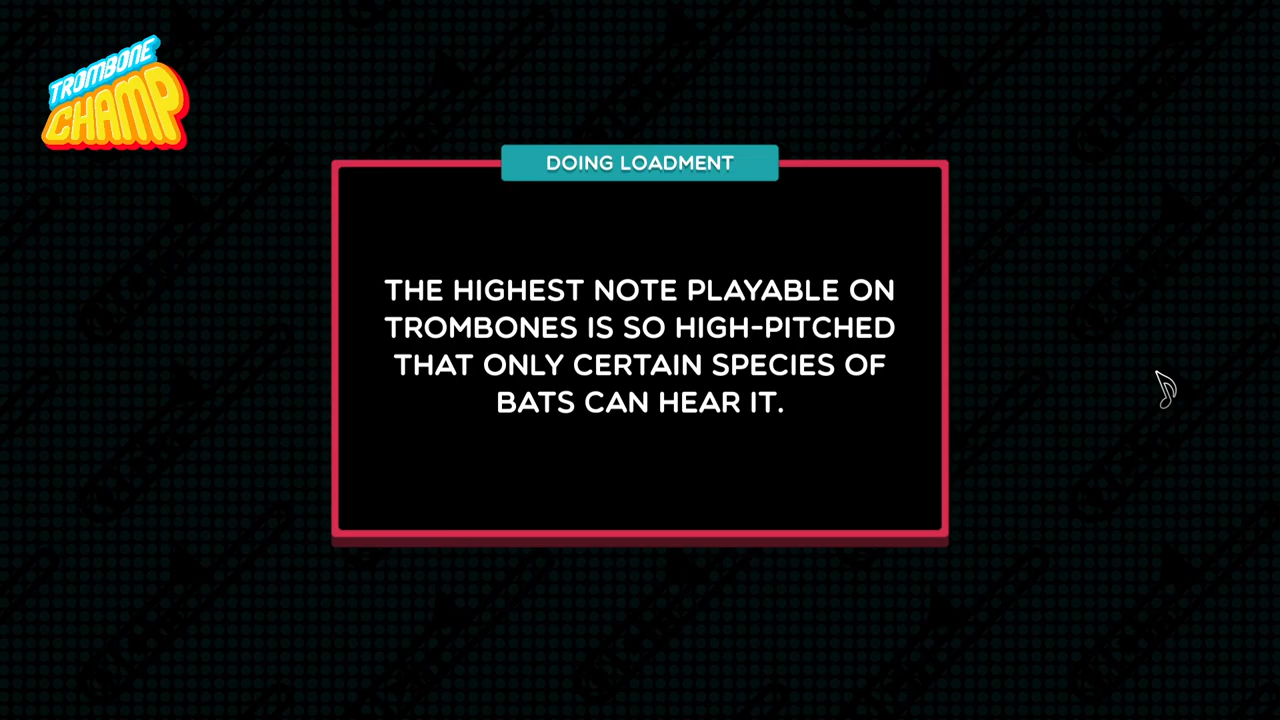 TROMBONE
CHAMP
DOING LOADMENT
THE HIGHEST NOTE PLAYABLE ON
TROMBONES IS SO HIGH-PITCHED
THAT ONLY CERTAIN SPECIES OF
BATS CAN HEAR IT.